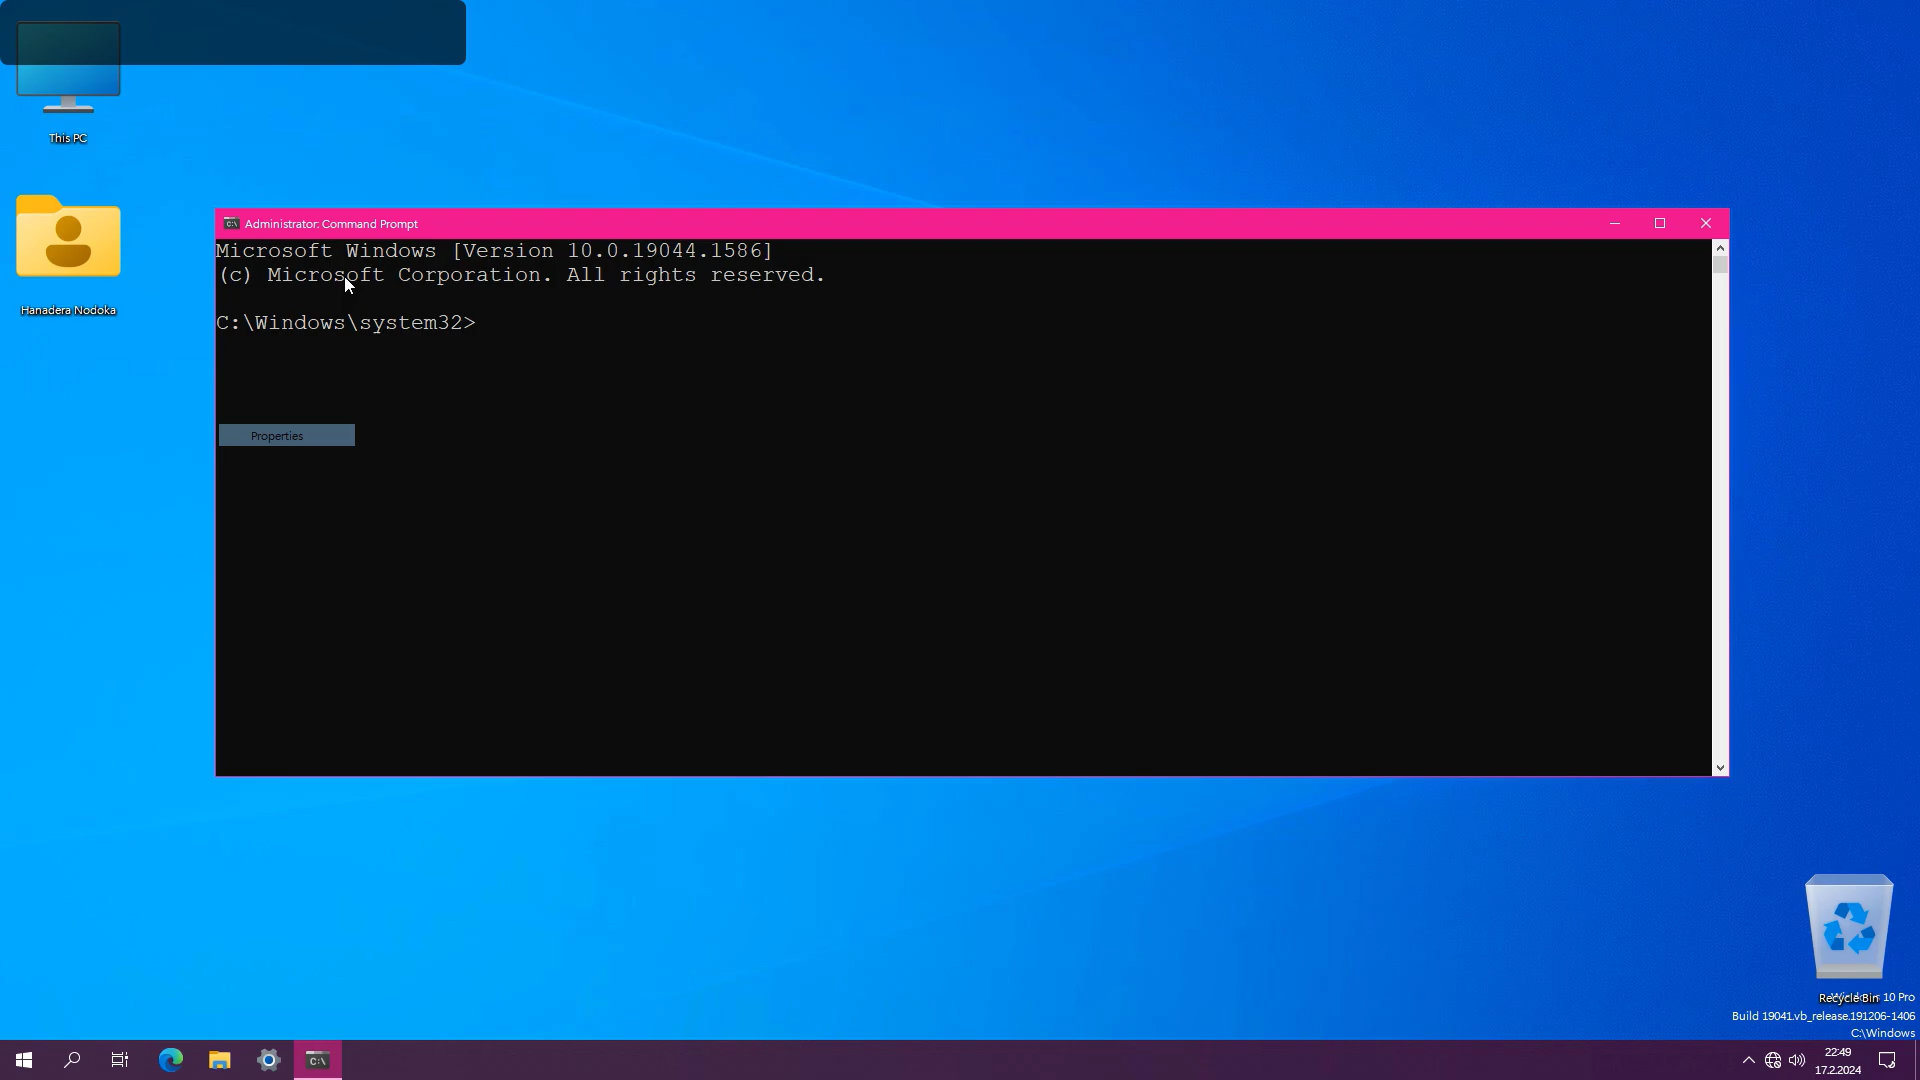 This PC
Hanadera Nodoka
Administrator: Command Prompt
Microsoft Windows [Version 10.0.19044.1586]
(c) Microsoft Corporation. All rights reserved.
C:\Windows\system32>
Properties
Recycle Bin
10 Pro
Build 19041.vb_release.191206-1406
C:\Windows
22:49
17.2.2024